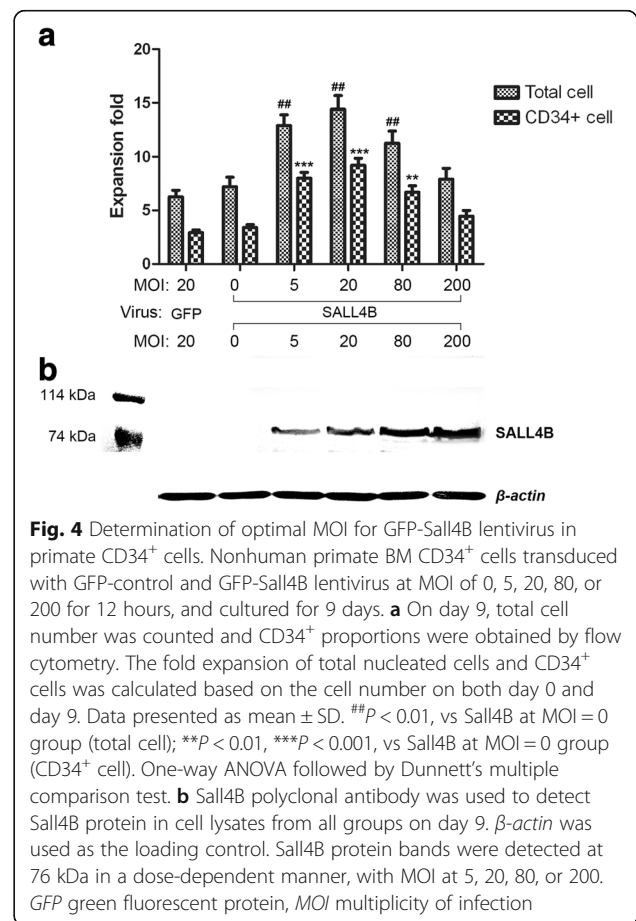 a
20
15
10
5
0
Expansion fold
##
##
##
***
***
**
Total cell
CD34+ cell
MOI: 20 0 5 20 80 200
Virus: GFP SALL4B
MOI: 20 0 5 20 80 200
b
114 kDa
74 kDa
SALL4B
β-actin
Fig. 4 Determination of optimal MOI for GFP-Sall4B lentivirus in
primate CD34⁺ cells. Nonhuman primate BM CD34⁺ cells transduced
with GFP-control and GFP-Sall4B lentivirus at MOI of 0, 5, 20, 80, or
200 for 12 hours, and cultured for 9 days. a On day 9, total cell
number was counted and CD34⁺ proportions were obtained by flow
cytometry. The fold expansion of total nucleated cells and CD34⁺
cells was calculated based on the cell number on both day 0 and
day 9. Data presented as mean ± SD. ##P < 0.01, vs Sall4B at MOI = 0
group (total cell); **P < 0.01, ***P < 0.001, vs Sall4B at MOI = 0 group
(CD34⁺ cell). One-way ANOVA followed by Dunnett's multiple
comparison test. b Sall4B polyclonal antibody was used to detect
Sall4B protein in cell lysates from all groups on day 9. β-actin was
used as the loading control. Sall4B protein bands were detected at
76 kDa in a dose-dependent manner, with MOI at 5, 20, 80, or 200.
GFP green fluorescent protein, MOI multiplicity of infection